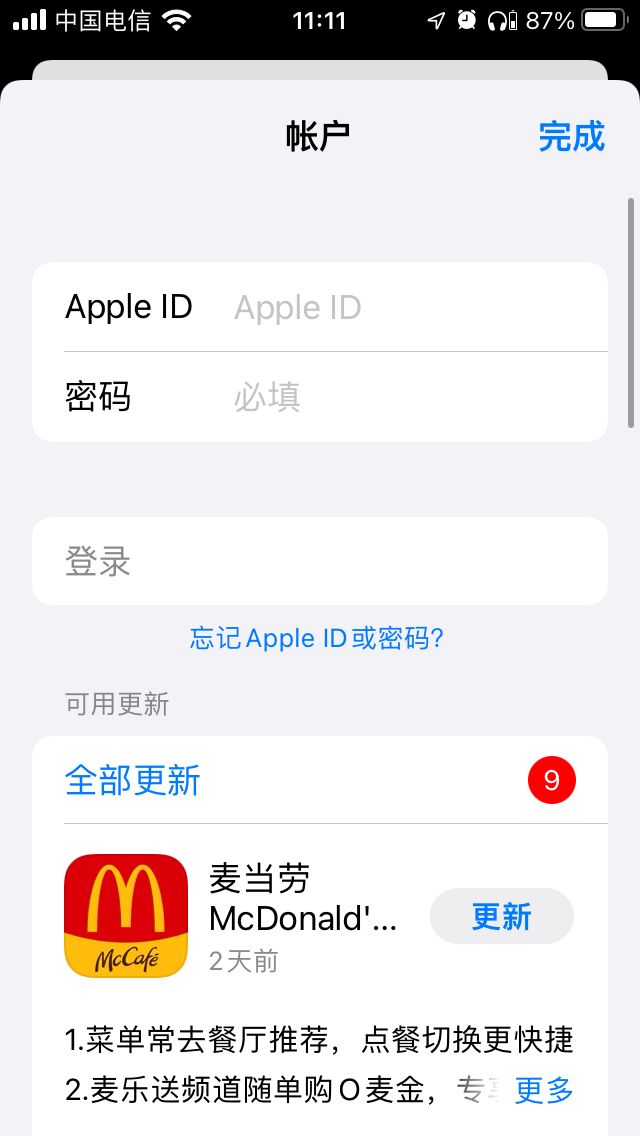 中国电信 11:11 87%
帐户 完成
Apple ID Apple ID
密码 必填
登录
忘记Apple ID或密码?
可用更新
全部更新 9
麦当劳
McDonald'...
更新
2天前
McCafé
1.菜单常去餐厅推荐，点餐切换更快捷
2.麦乐送频道随单购O麦金，专 更多